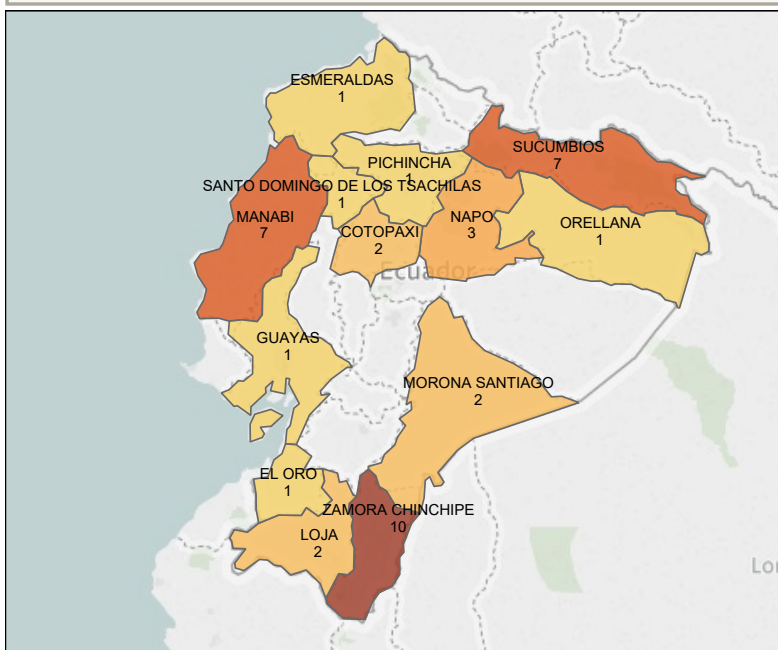 ESMERALDAS
1
SUCUMBIOS
7
PICHINCHA
1
SANTO DOMINGO DE LOS TSACHILAS
1
MANABI
7
NAPO
3
ORELLANA
1
COTOPAXI
2
Ecuador
GUAYAS
1
MORONA SANTIAGO
2
EL ORO
1
ZAMORA CHINCHIPE
10
LOJA
2